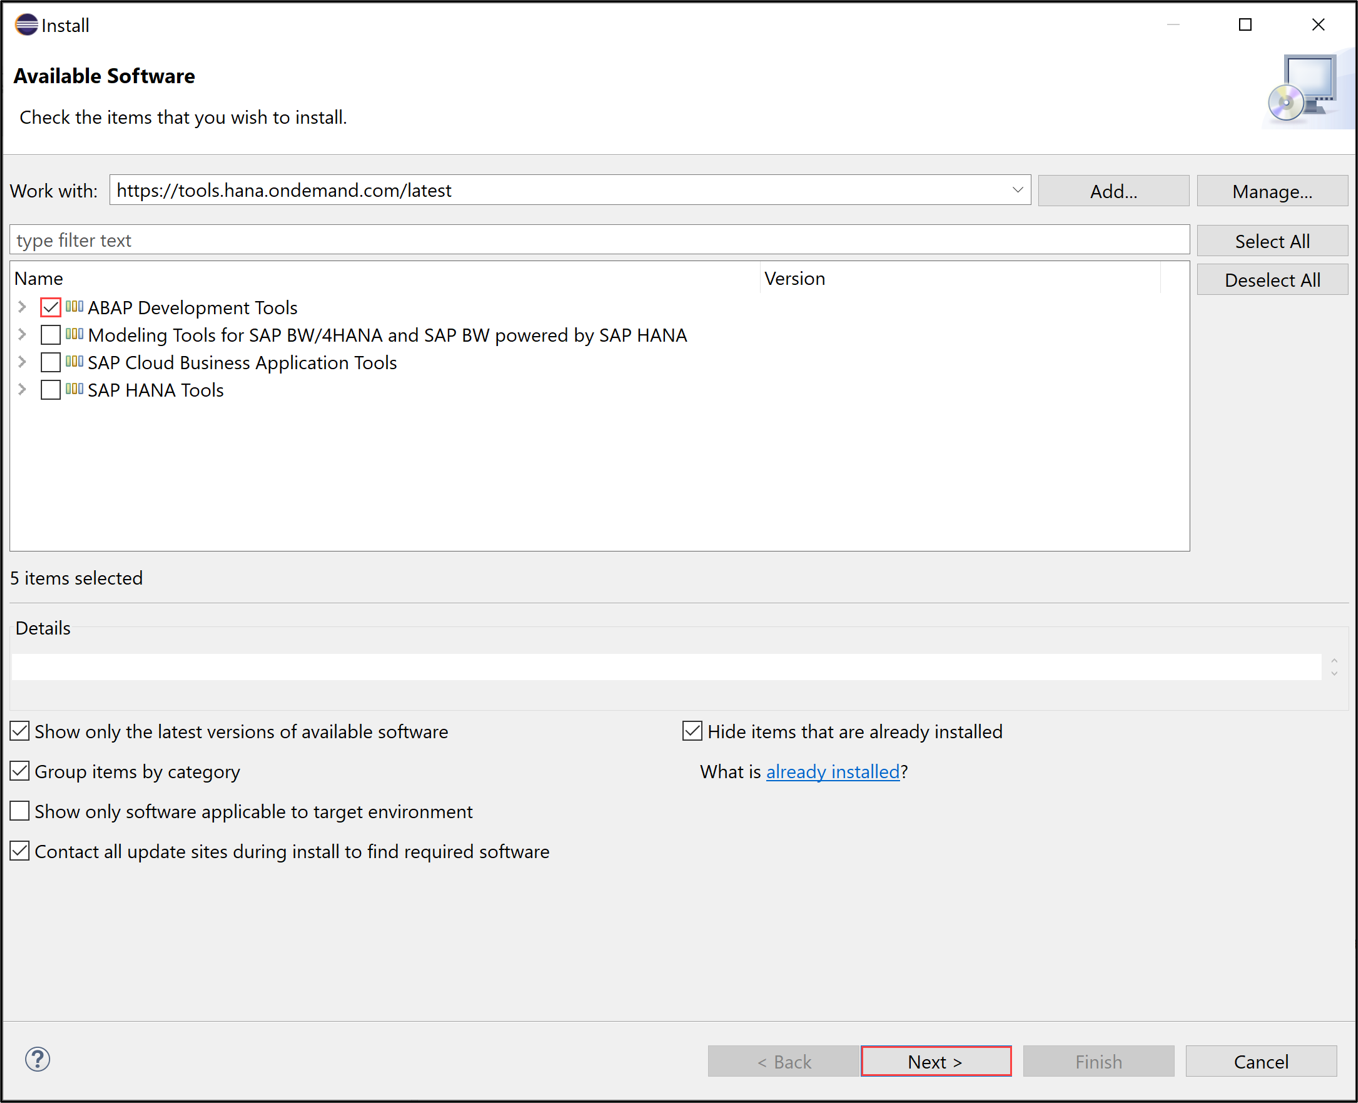 Install
Available Software
Check the items that you wish to install.
Work with: https://tools.hana.ondemand.com/latest Add... Manage...
type filter text Select All
Name Version Deselect All
ABAP Development Tools
Modeling Tools for SAP BW/4HANA and SAP BW powered by SAP HANA
SAP Cloud Business Application Tools
SAP HANA Tools
5 items selected
Details
Show only the latest versions of available software Hide items that are already installed
Group items by category What is already installed?
Show only software applicable to target environment
Contact all update sites during install to find required software
? < Back Next > Finish Cancel